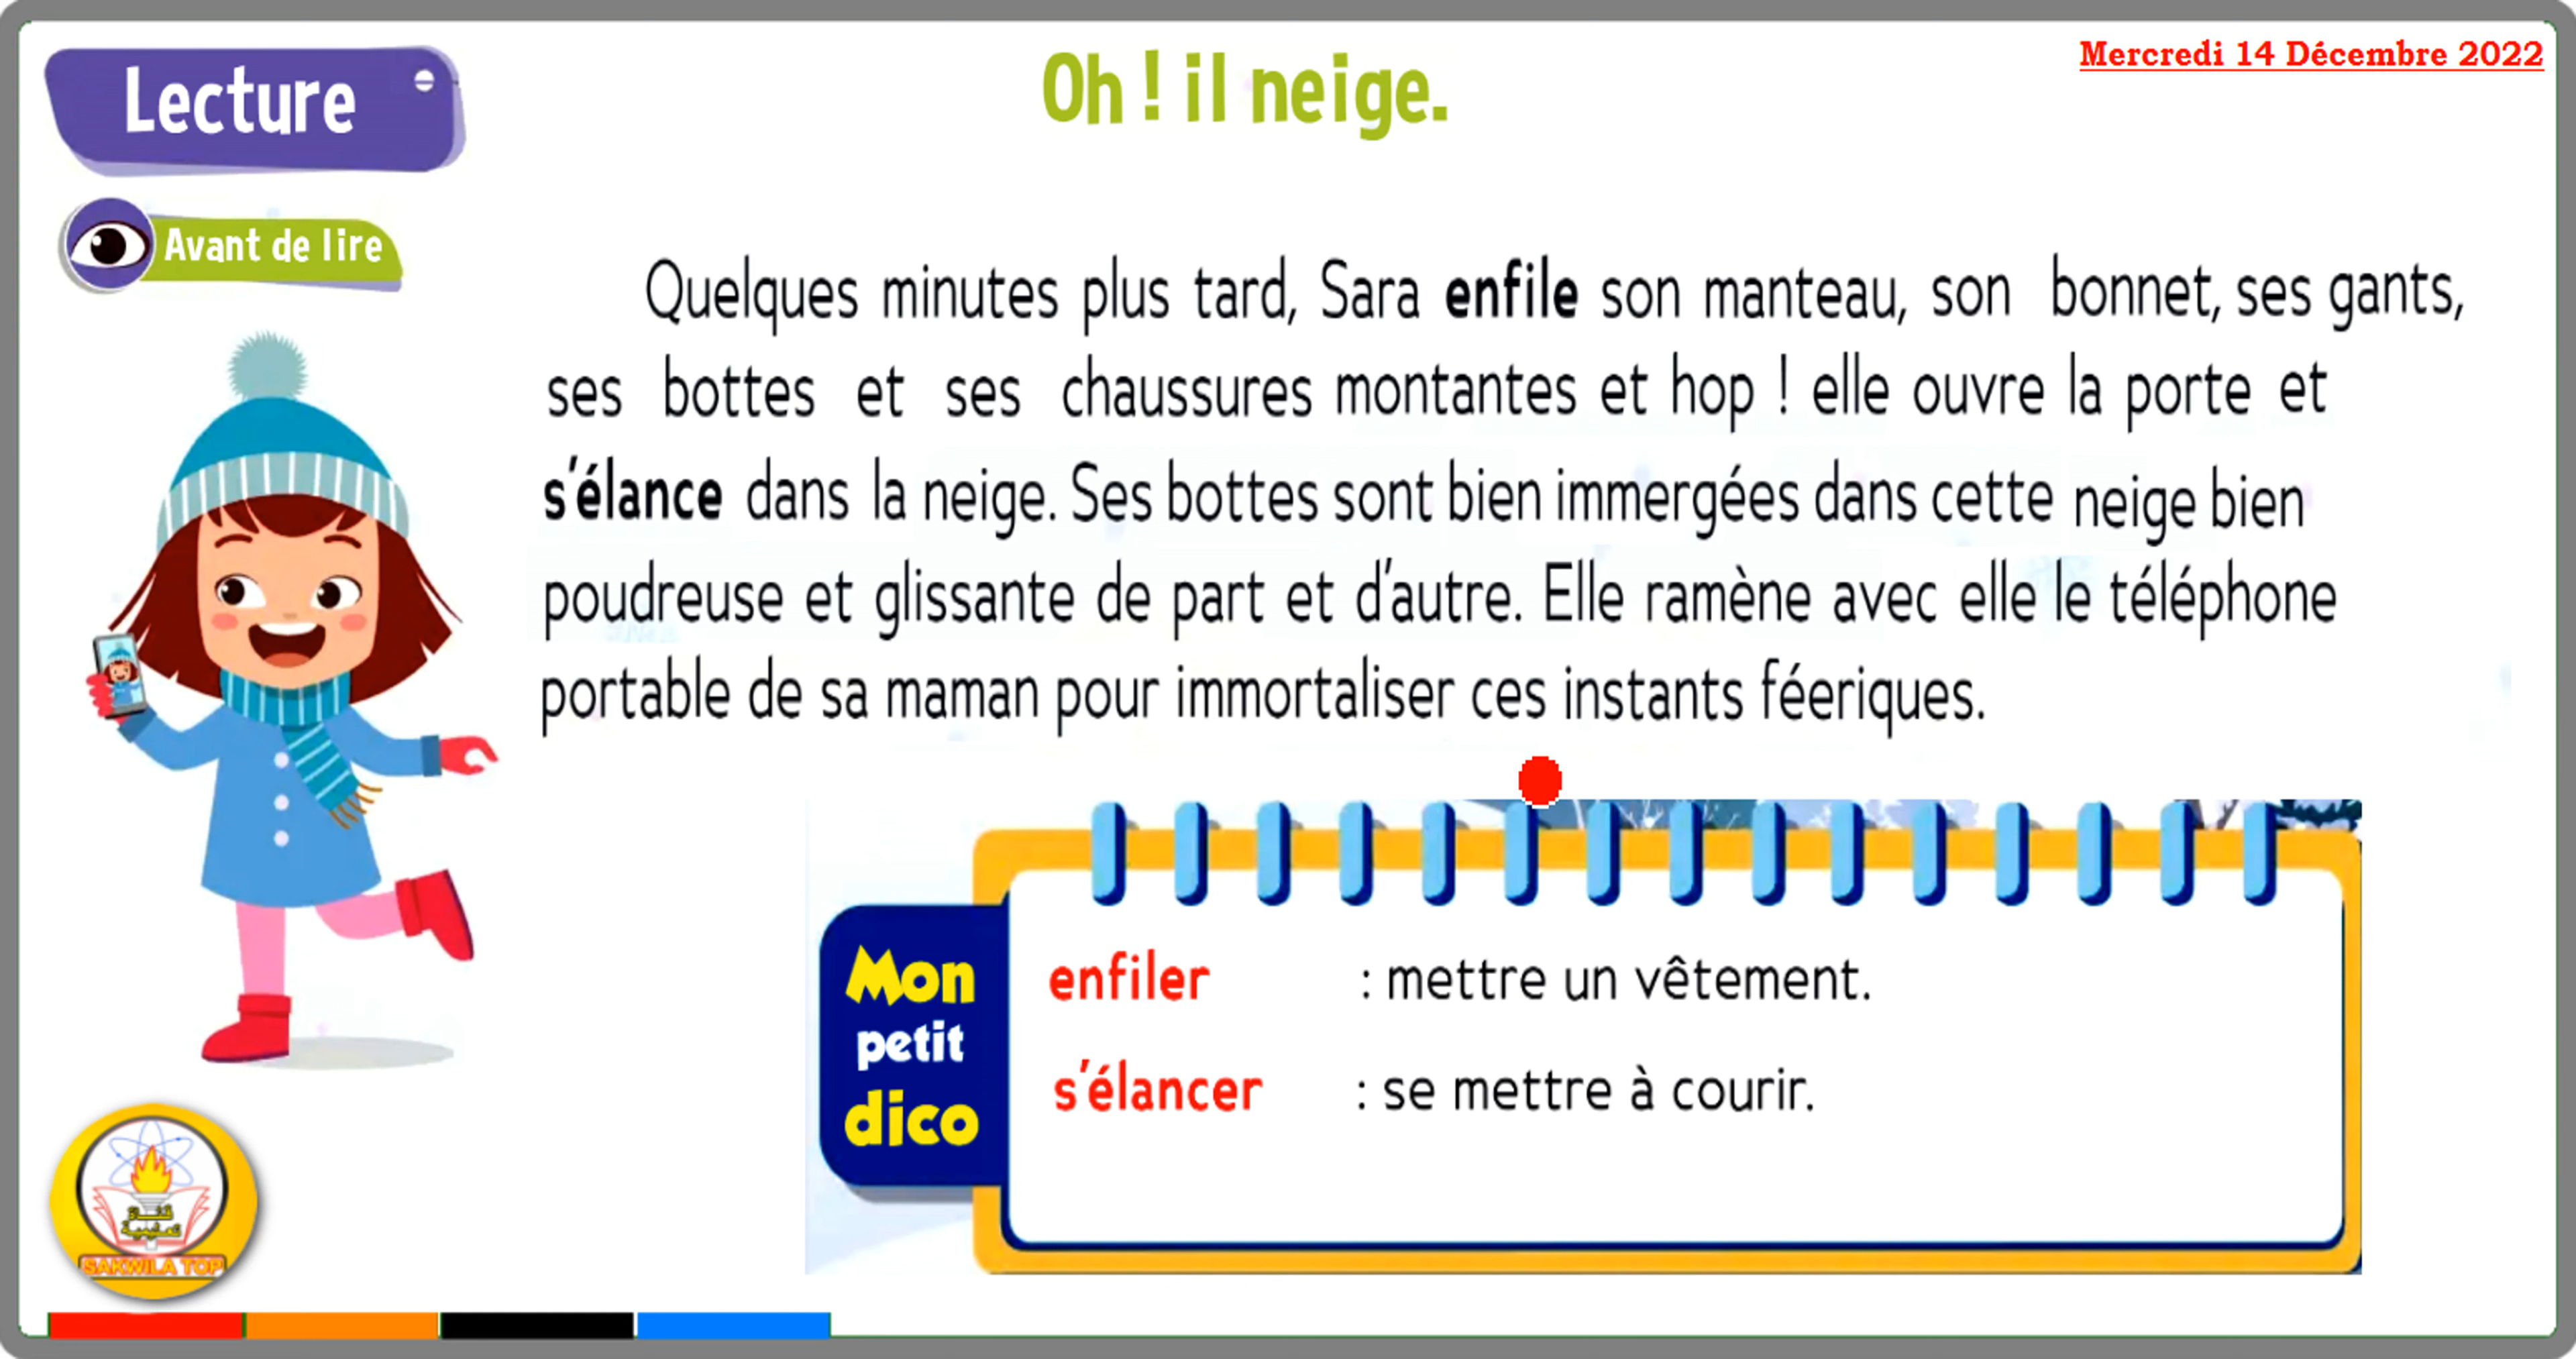 Lecture
Oh ! il neige.
Mercredi 14 Décembre 2022
Avant de lire
Quelques minutes plus tard, Sara enfile son manteau, son bonnet, ses gants,
ses bottes et ses chaussures montantes et hop ! elle ouvre la porte et
s'élance dans la neige. Ses bottes sont bien immergées dans cette neige bien
poudreuse et glissante de part et d'autre. Elle ramène avec elle le téléphone
portable de sa maman pour immortaliser ces instants féeriques.
Mon
petit
dico
enfiler : mettre un vêtement.
s'élancer : se mettre à courir.
قناة
تعليمية
SAKWILA TOP